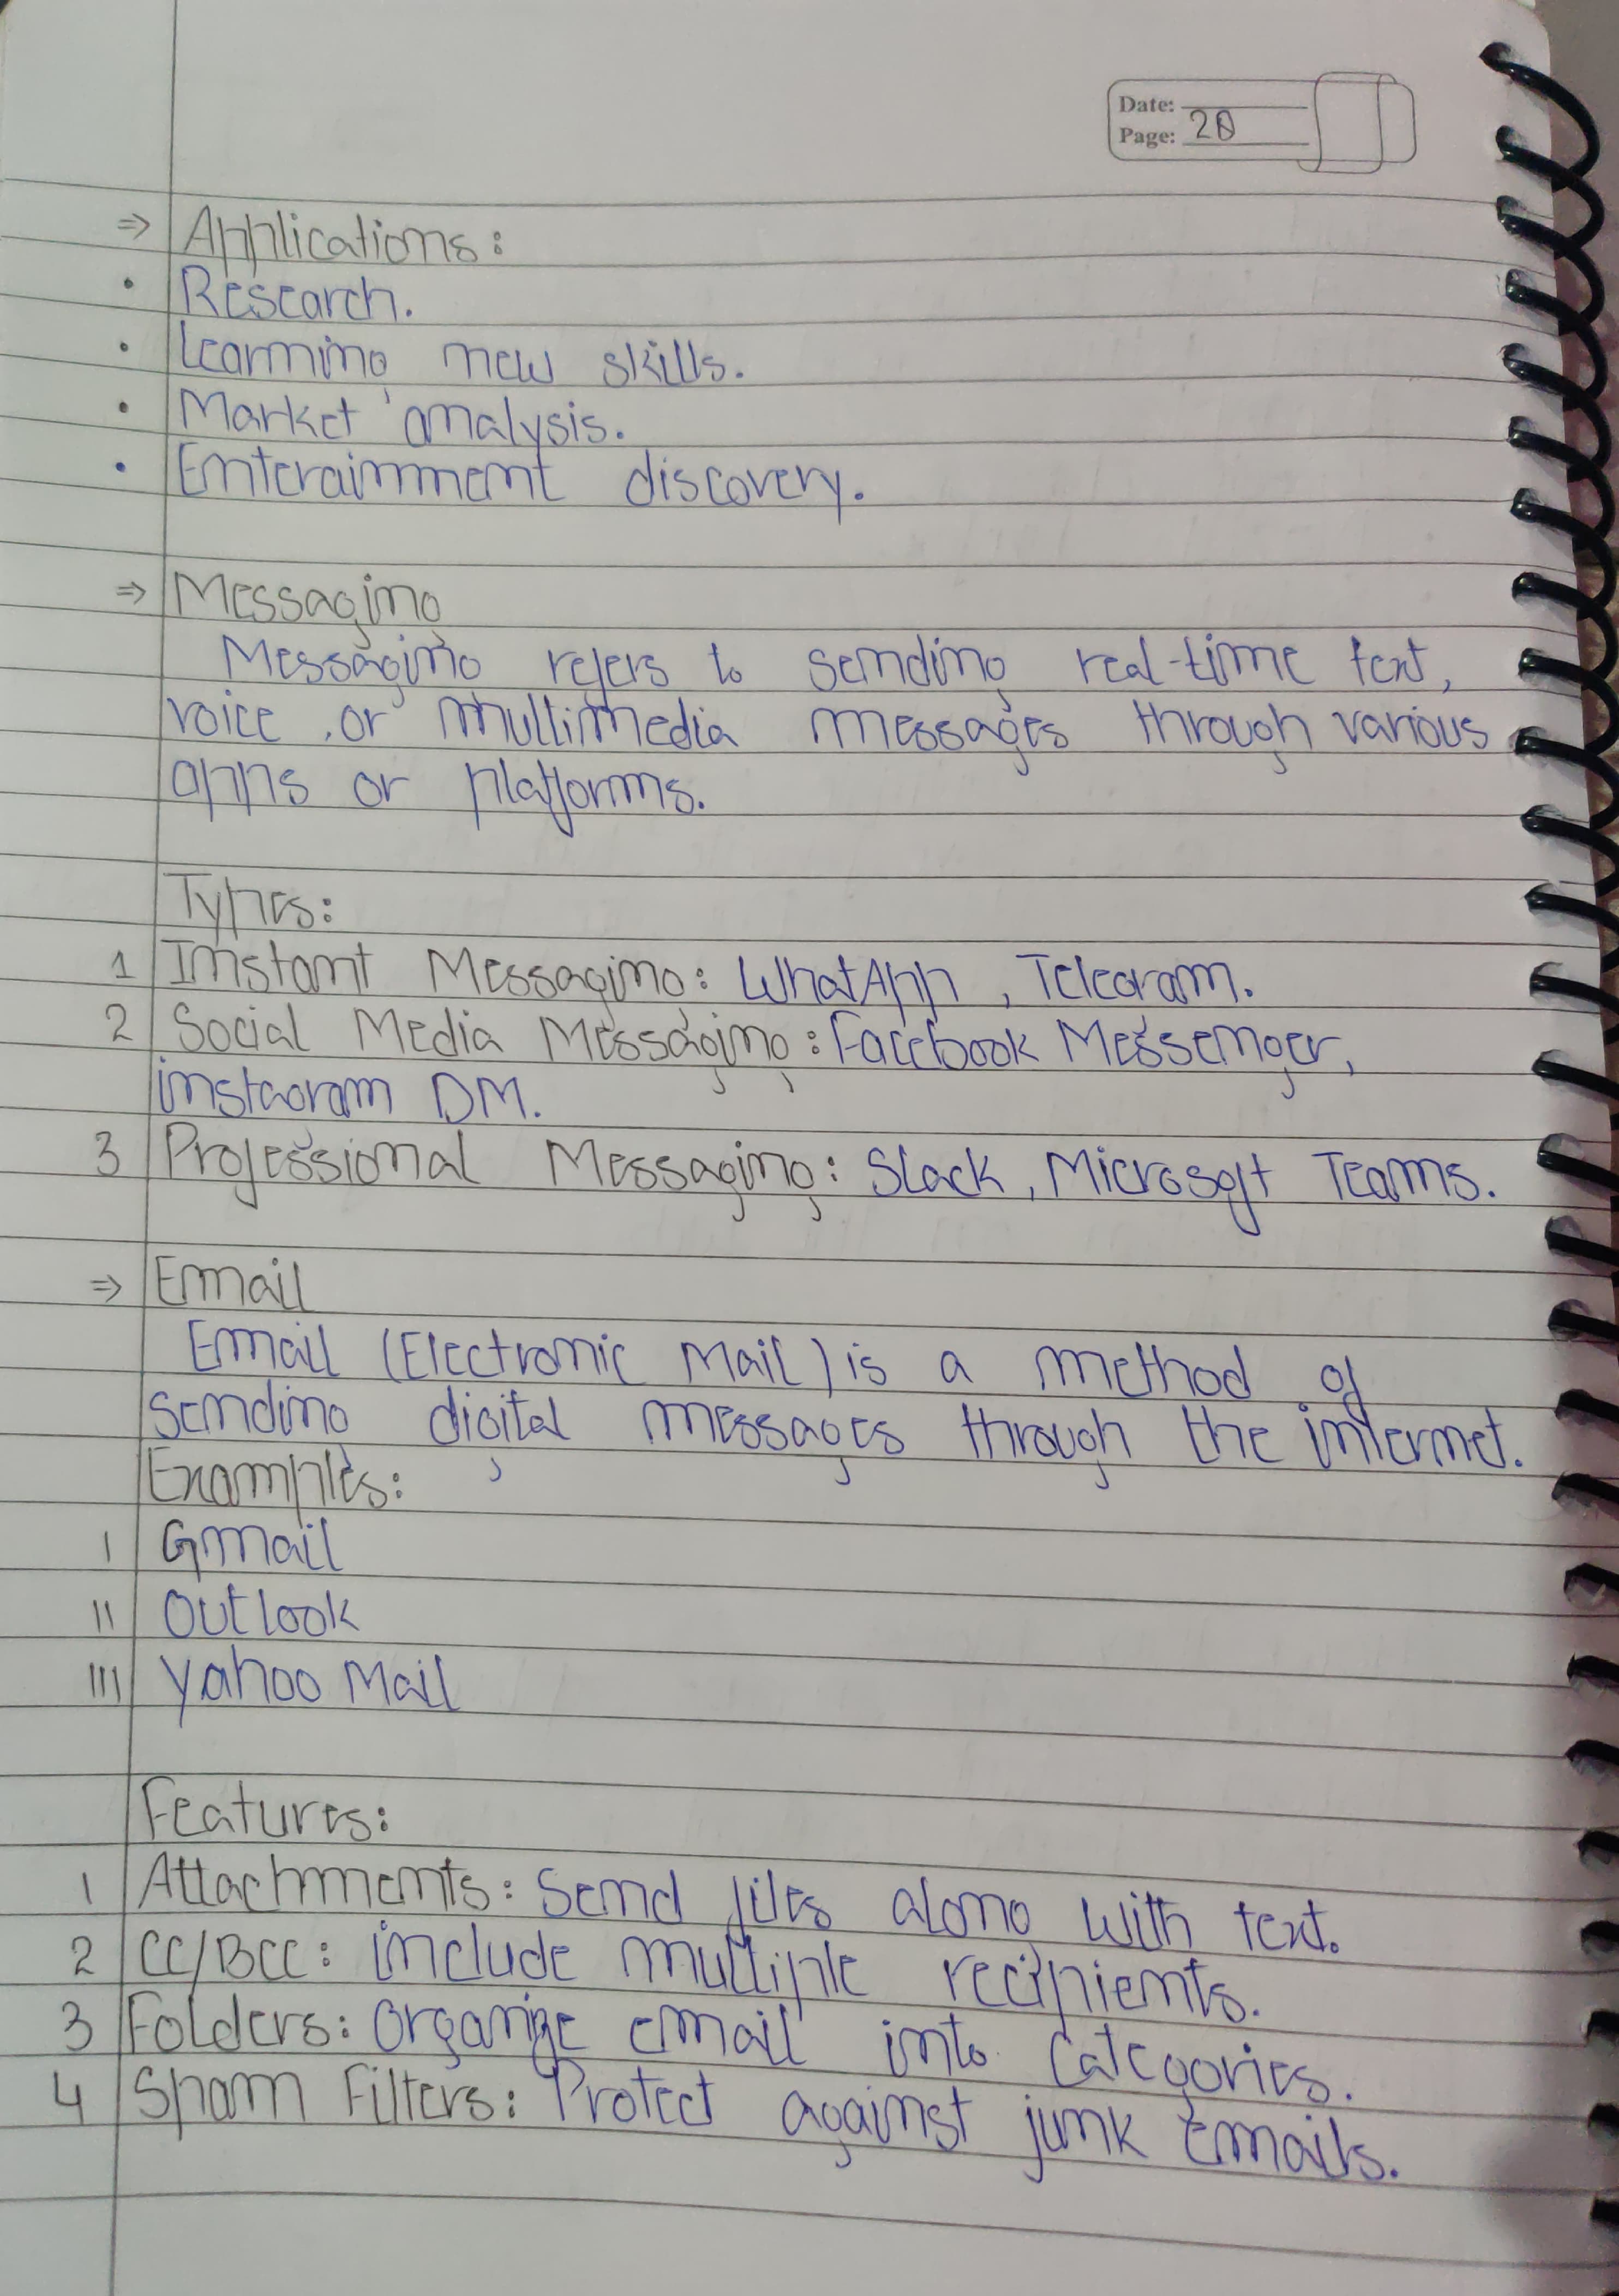 Date:
Page: 20
⇒ Applications:
• Research.
• Learning new skills.
• Market analysis.
• Enterainment discovery.
⇒ Messaging
Messaging refers to sending real-time text,
voice, or multimedia messages through various
apps or platforms.
Types:
1 Instant Messaging: WhatApp, Telegram.
2 Social Media Messaging: Facebook Messenger,
instagram DM.
3 Professional Messaging: Slack, Microsoft Teams.
⇒ Email
Email (Electronic Mail) is a method of
sending digital messages through the internet.
Examples:
I Gmail
II Outlook
III Yahoo Mail
Features:
1 Attachments: Send files along with text.
2 CC/BCC: include multiple recipients.
3 Folders: Organize email into categories.
4 Spam Filters: Protect against junk Emails.